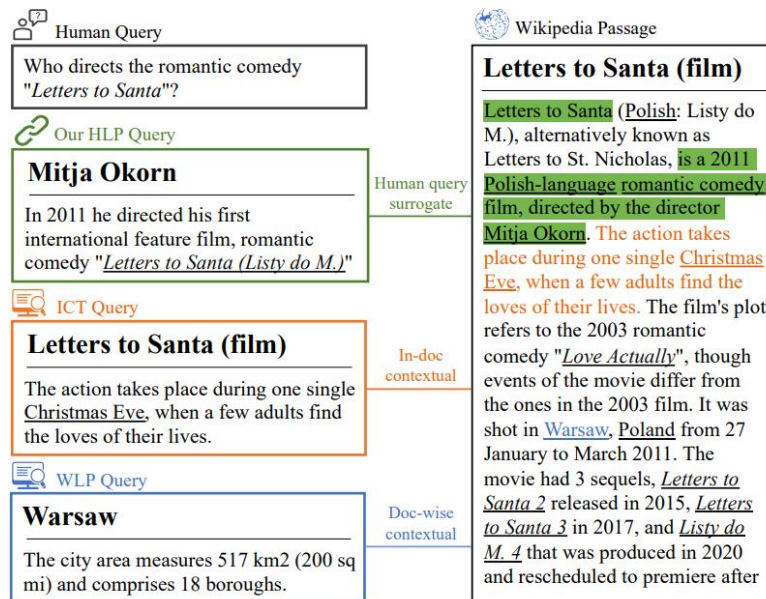 Human Query
Who directs the romantic comedy
"Letters to Santa"?
Our HLP Query
Mitja Okorn
In 2011 he directed his first
international feature film, romantic
comedy "Letters to Santa (Listy do M.)"
ICT Query
Letters to Santa (film)
The action takes place during one single
Christmas Eve, when a few adults find
the loves of their lives.
WLP Query
Warsaw
The city area measures 517 km2 (200 sq
mi) and comprises 18 boroughs.
Human query
surrogate
In-doc
contextual
Doc-wise
contextual
Wikipedia Passage
Letters to Santa (film)
Letters to Santa (Polish: Listy do
M.), alternatively known as
Letters to St. Nicholas, is a 2011
Polish-language romantic comedy
film, directed by the director
Mitja Okorn. The action takes
place during one single Christmas
Eve, when a few adults find the
loves of their lives. The film's plot
refers to the 2003 romantic
comedy "Love Actually", though
events of the movie differ from
the ones in the 2003 film. It was
shot in Warsaw, Poland from 27
January to March 2011. The
movie had 3 sequels, Letters to
Santa 2 released in 2015, Letters
to Santa 3 in 2017, and Listy do
M. 4 that was produced in 2020
and rescheduled to premiere after